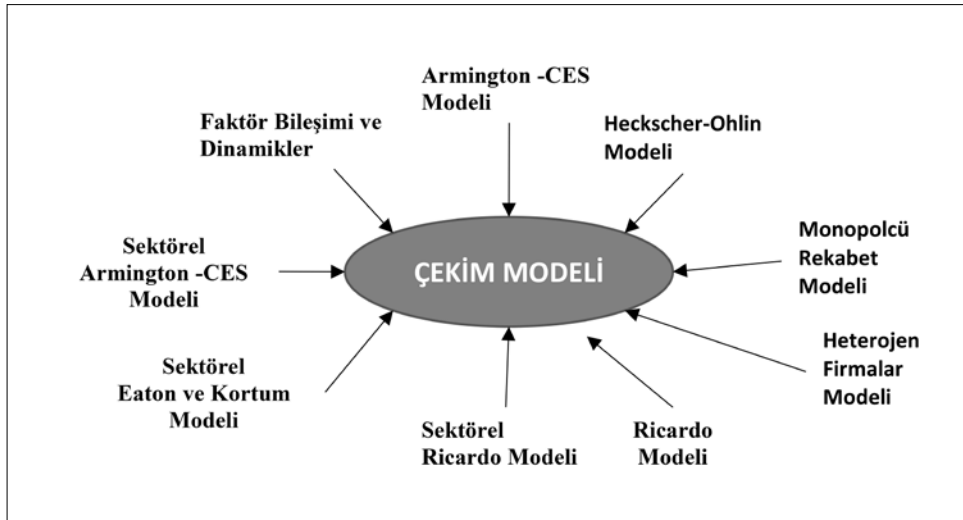 Armington -CES
Modeli
Faktör Bileşimi ve
Dinamikler
Heckscher-Ohlin
Modeli
Sektörel
Armington -CES
Modeli
ÇEKİM MODELİ
Monopolcü
Rekabet
Modeli
Sektörel
Eaton ve Kortum
Modeli
Heterojen
Firmalar
Modeli
Sektörel
Ricardo Modeli
Ricardo
Modeli